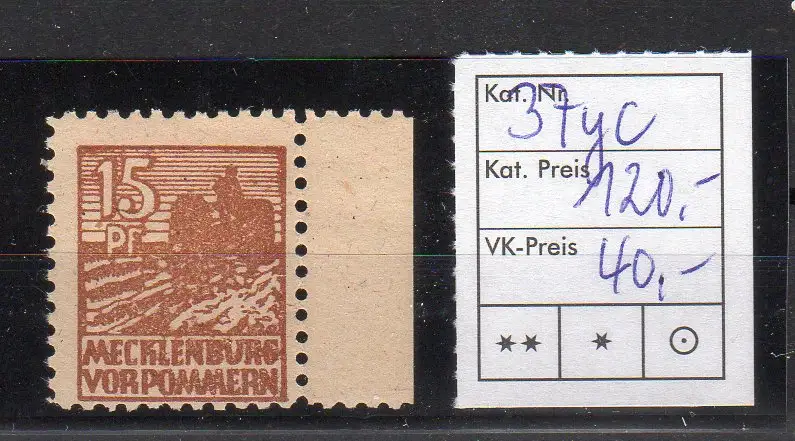 15
Pf
MECKLENBURG
VORPOMMERN
Kat. Nr.
37yc
Kat. Preis
120,-
VK-Preis
40,-